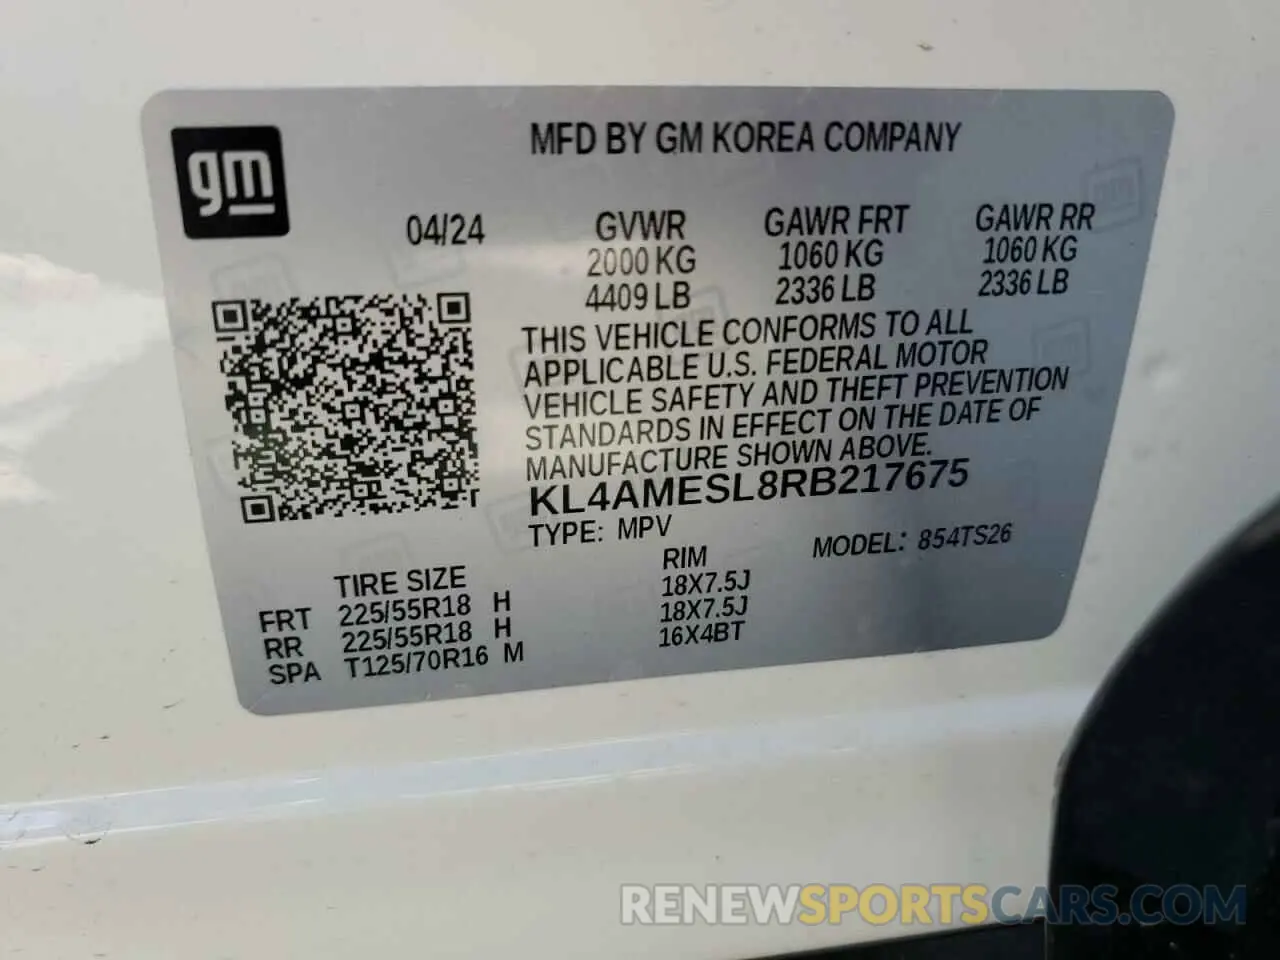 gm
MFD BY GM KOREA COMPANY
04/24 GVWR GAWR FRT GAWR RR
2000 KG 1060 KG 1060 KG
4409 LB 2336 LB 2336 LB
THIS VEHICLE CONFORMS TO ALL
APPLICABLE U.S. FEDERAL MOTOR
VEHICLE SAFETY AND THEFT PREVENTION
STANDARDS IN EFFECT ON THE DATE OF
MANUFACTURE SHOWN ABOVE.
KL4AMESL8RB217675
TYPE: MPV MODEL: 854TS26
TIRE SIZE RIM
FRT 225/55R18 H 18X7.5J
RR 225/55R18 H 18X7.5J
SPA T125/70R16 M 16X4BT
RENEWSPORTSCARS.COM